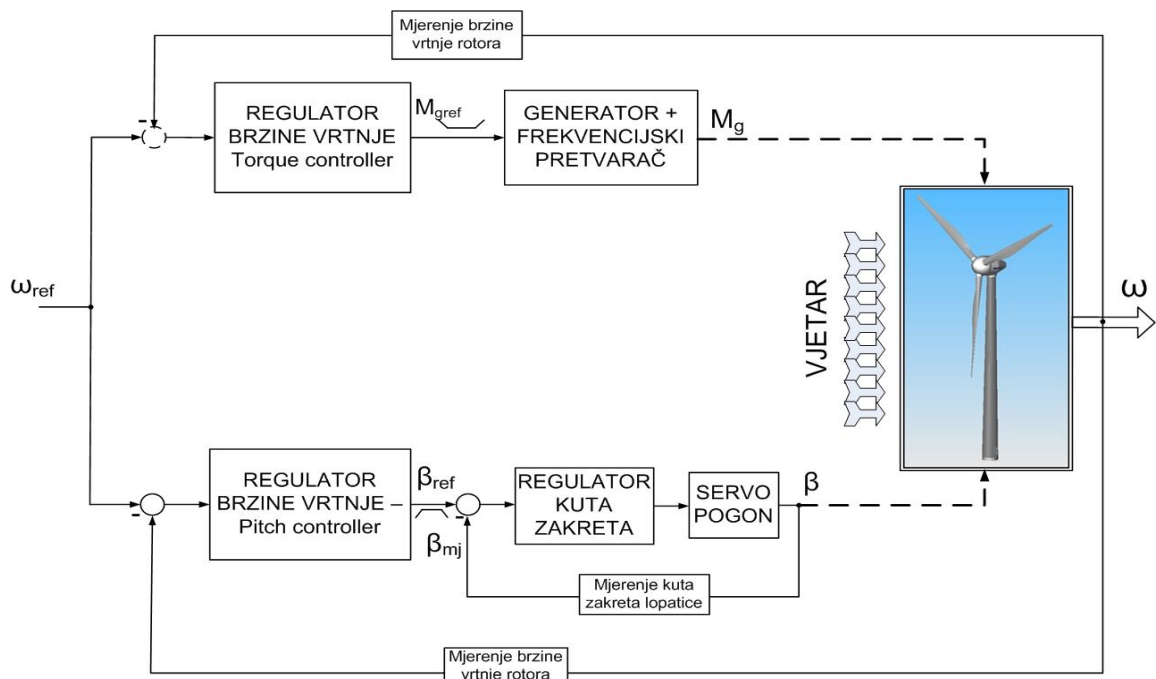 Mjerenje brzine
vrtnje rotora
-
REGULATOR
BRZINE VRTNJE
Torque controller
Mgref
GENERATOR +
FREKVENCIJSKI
PRETVARAČ
Mg
ωref
VJETAR
ω
-
REGULATOR
BRZINE VRTNJE –
Pitch controller
βref
-
βmj
REGULATOR
KUTA
ZAKRETA
SERVO
POGON
β
Mjerenje kuta
zakreta lopatice
Mjerenje brzine
vrtnje rotora